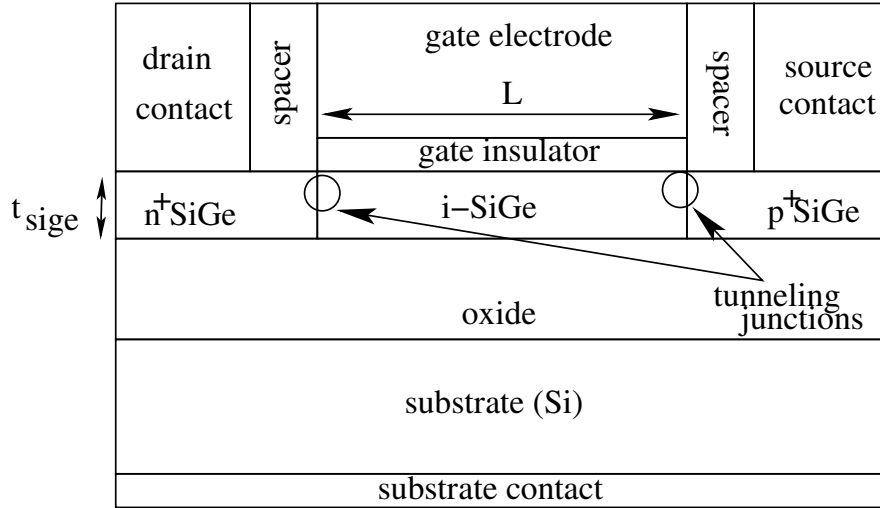 drain
contact
spacer
gate electrode
L
gate insulator
spacer
source
contact
t sige
n+SiGe
i−SiGe
p+SiGe
tunneling
junctions
oxide
substrate (Si)
substrate contact